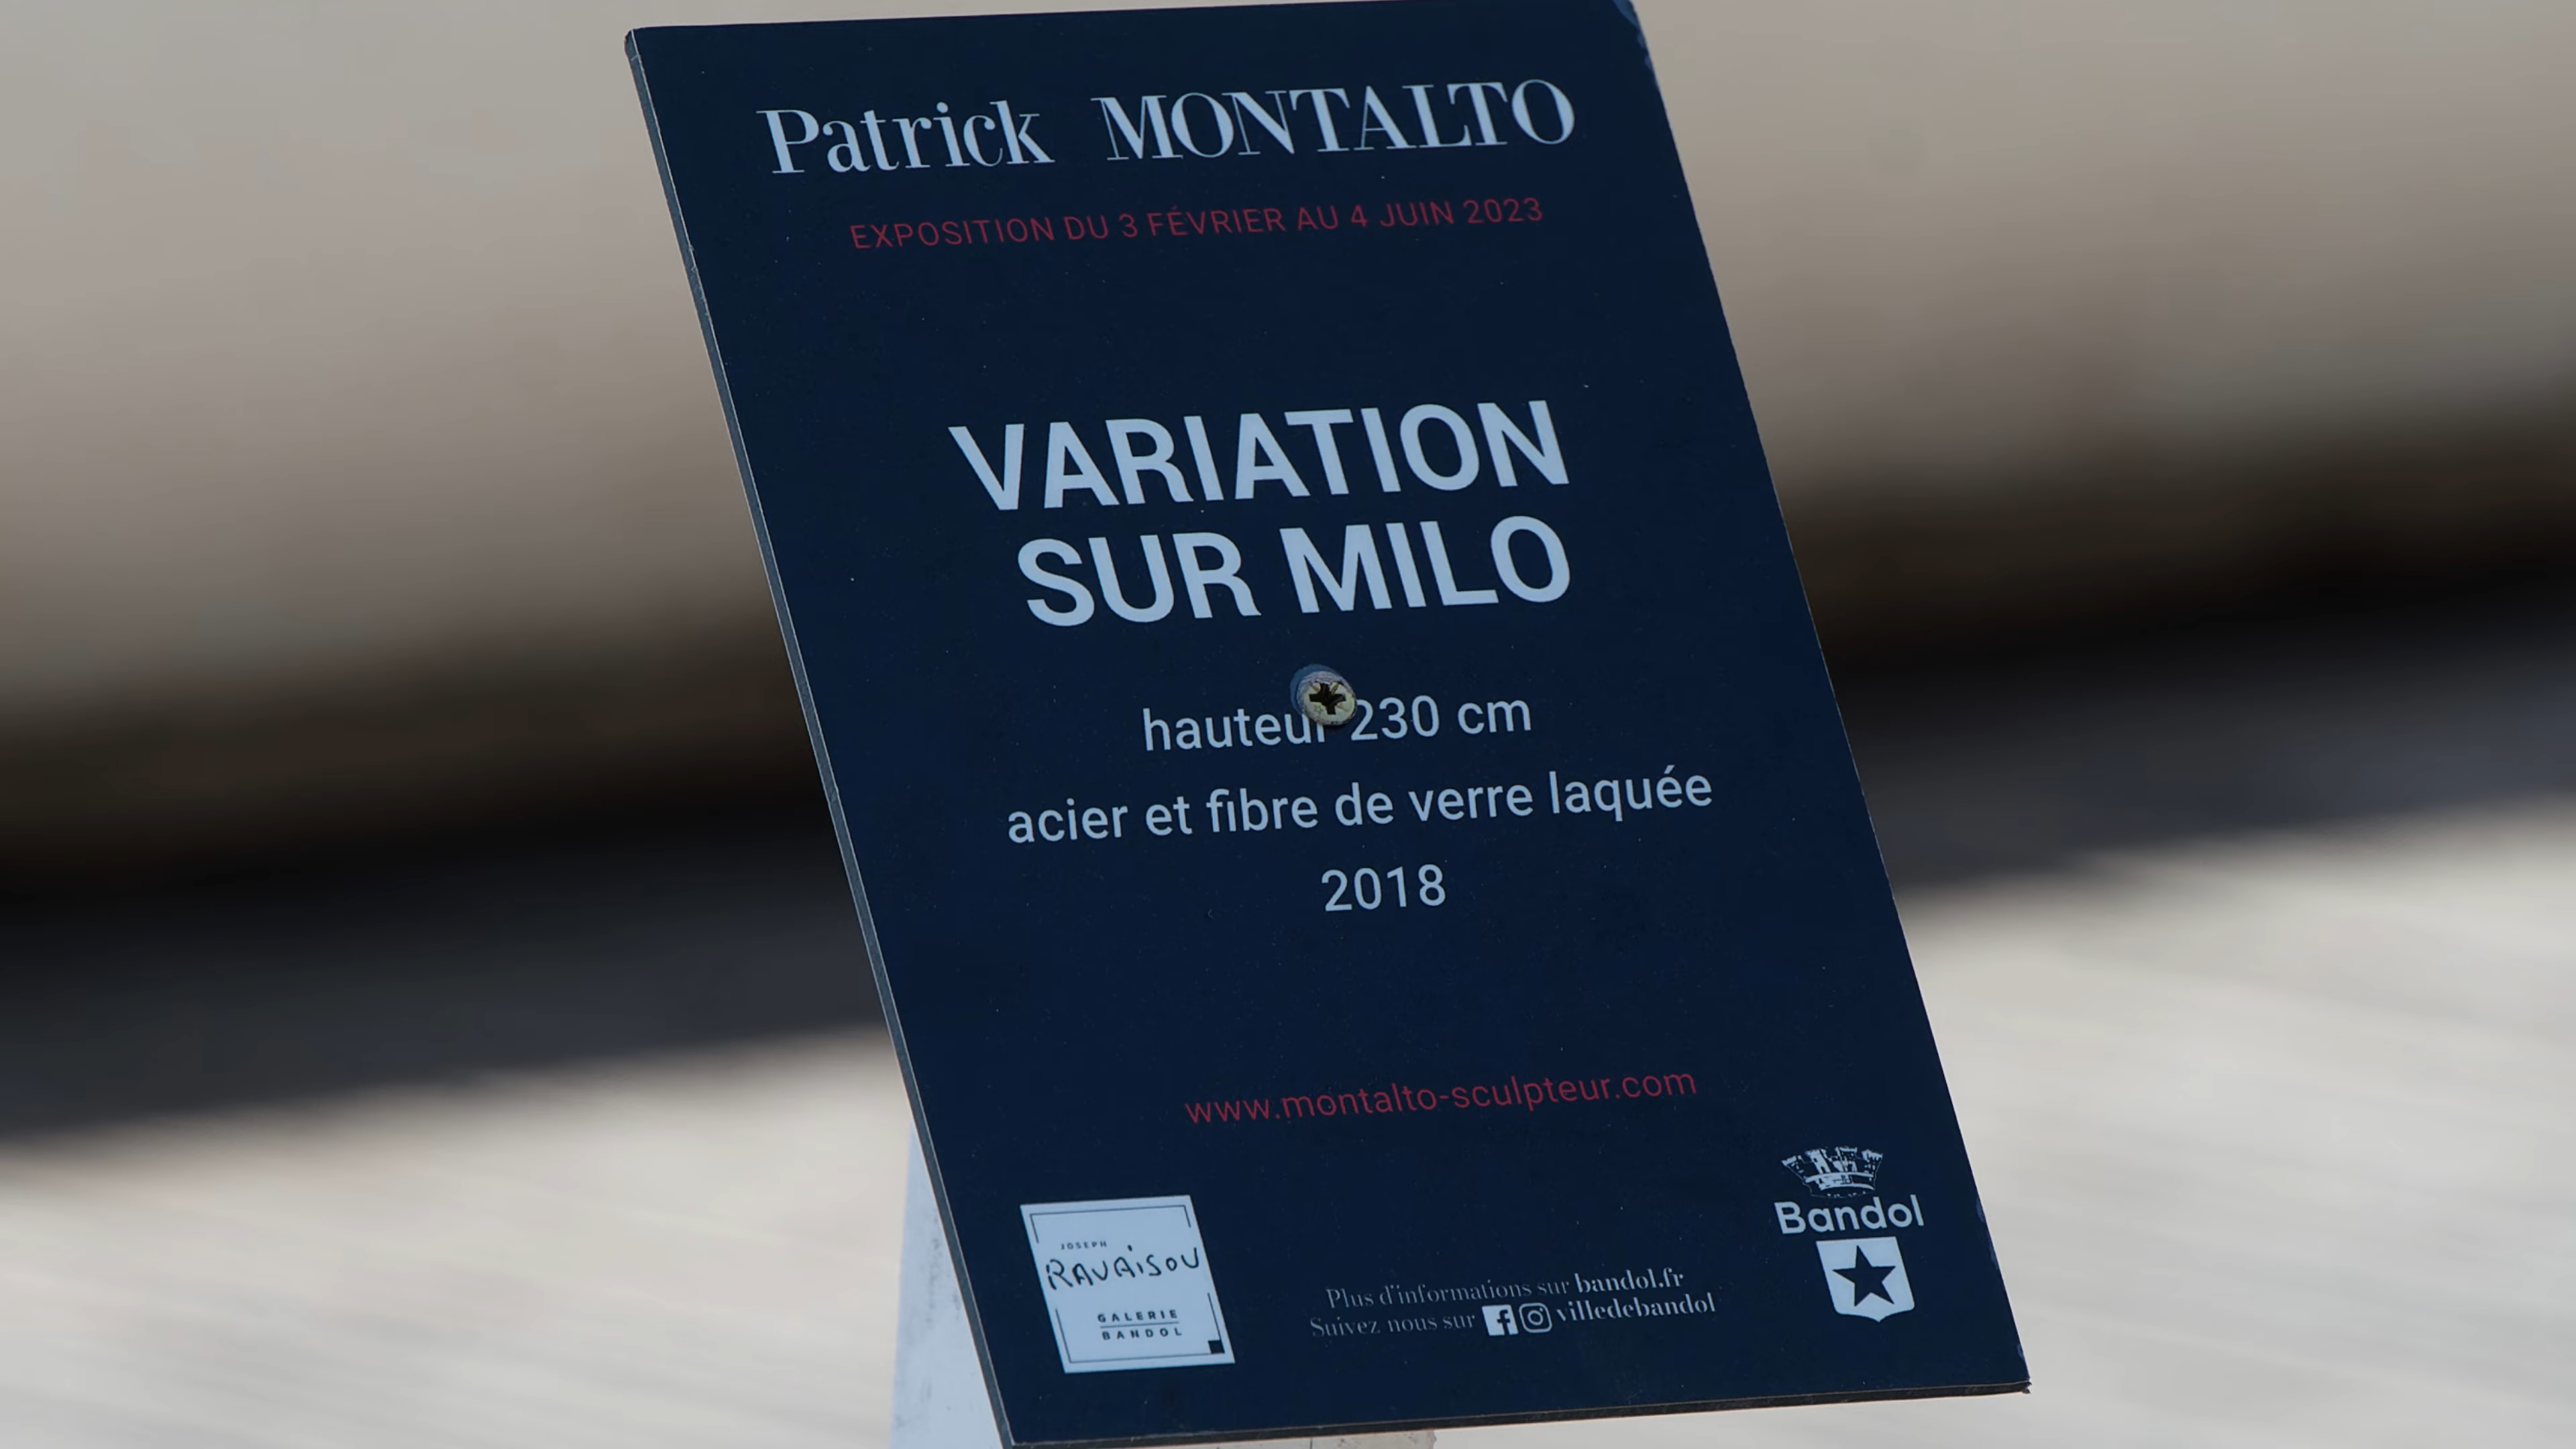 Patrick MONTALTO
EXPOSITION DU 3 FÉVRIER AU 4 JUIN 2023
VARIATION
SUR MILO
hauteur 230 cm
acier et fibre de verre laquée
2018
www.montalto-sculpteur.com
JOSEPH
RAVAISOU
GALERIE
BANDOL
Plus d'informations sur bandol.fr
Suivez nous sur villedebandol
Bandol